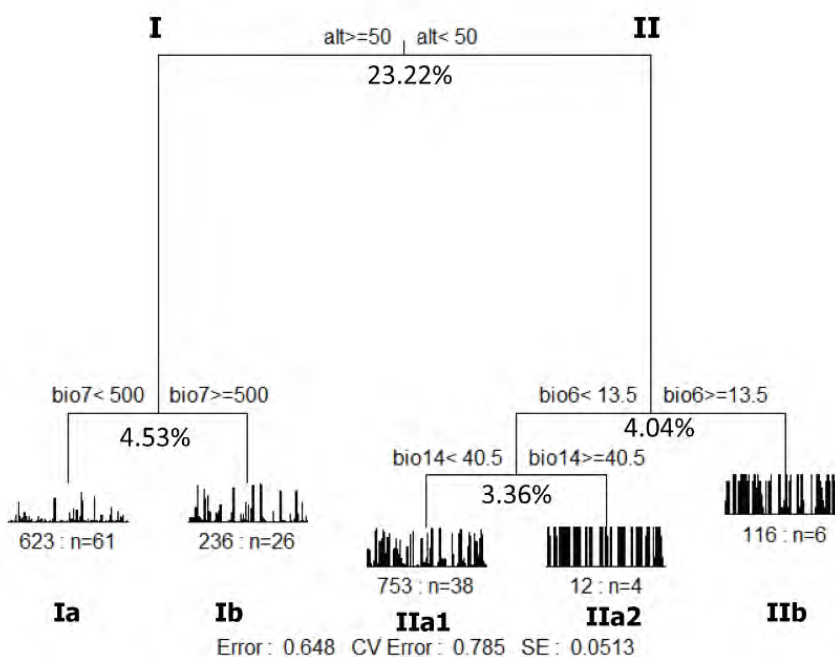 I II
alt>=50 alt< 50
23.22%
bio7< 500 bio7>=500
bio6< 13.5 bio6>=13.5
4.53%
4.04%
bio14< 40.5 bio14>=40.5
3.36%
623 : n=61
236 : n=26
116 : n=6
753 : n=38
12 : n=4
Ia Ib IIa1 IIa2 IIb
Error : 0.648 CV Error : 0.785 SE : 0.0513